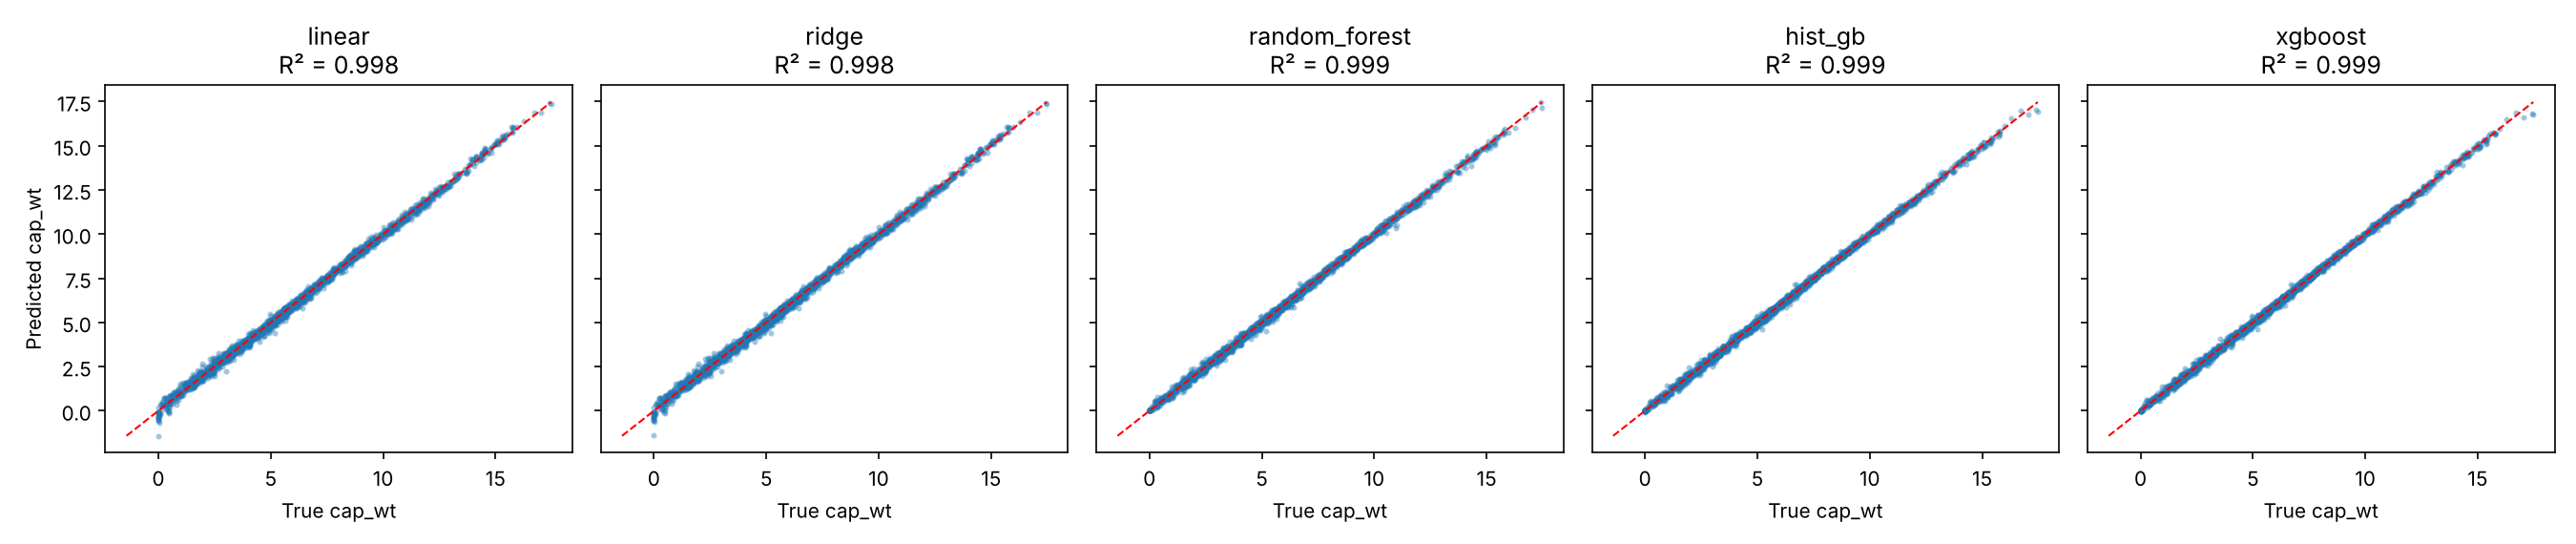 linear
R² = 0.998
ridge
R² = 0.998
random_forest
R² = 0.999
hist_gb
R² = 0.999
xgboost
R² = 0.999
Predicted cap_wt
17.5
15.0
12.5
10.0
7.5
5.0
2.5
0.0
0 5 10 15
0 5 10 15
0 5 10 15
0 5 10 15
0 5 10 15
True cap_wt
True cap_wt
True cap_wt
True cap_wt
True cap_wt